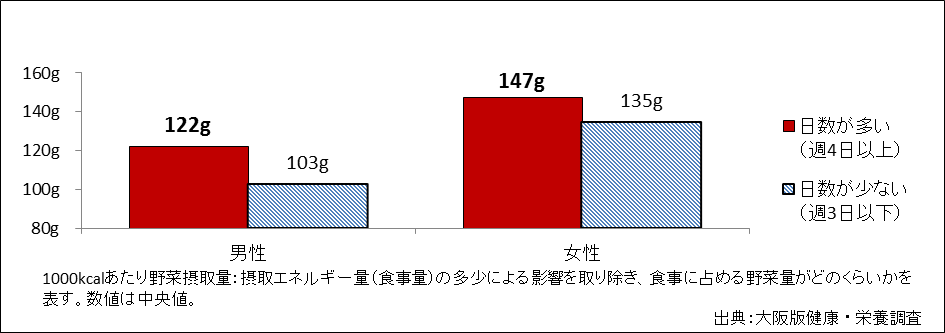 160g
140g
120g
100g
80g
122g
103g
147g
135g
男性
女性
日数が多い
（週4日以上）
日数が少ない
（週3日以下）
1000kcalあたり野菜摂取量：摂取エネルギー量（食事量）の多少による影響を取り除き、食事に占める野菜量がどのくらいかを
表す。数値は中央値。
出典：大阪版健康・栄養調査